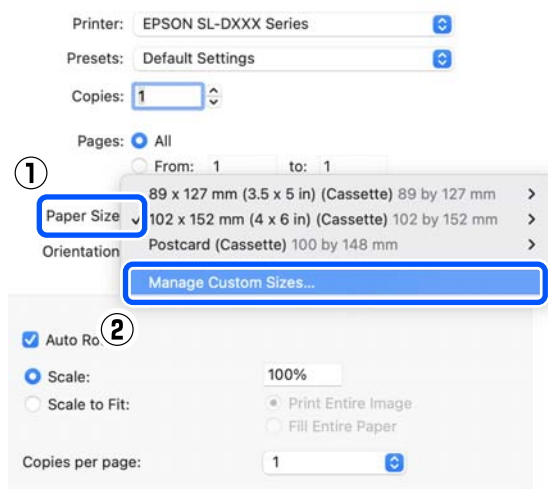 Printer: EPSON SL-DXXX Series
Presets: Default Settings
Copies: 1
Pages: All
From: 1 to: 1
①
89 x 127 mm (3.5 x 5 in) (Cassette) 89 by 127 mm
Paper Size ✓ 102 x 152 mm (4 x 6 in) (Cassette) 102 by 152 mm
Orientation Postcard (Cassette) 100 by 148 mm
Manage Custom Sizes...
②
Auto Ro
Scale: 100%
Scale to Fit: Print Entire Image
Fill Entire Paper
Copies per page: 1